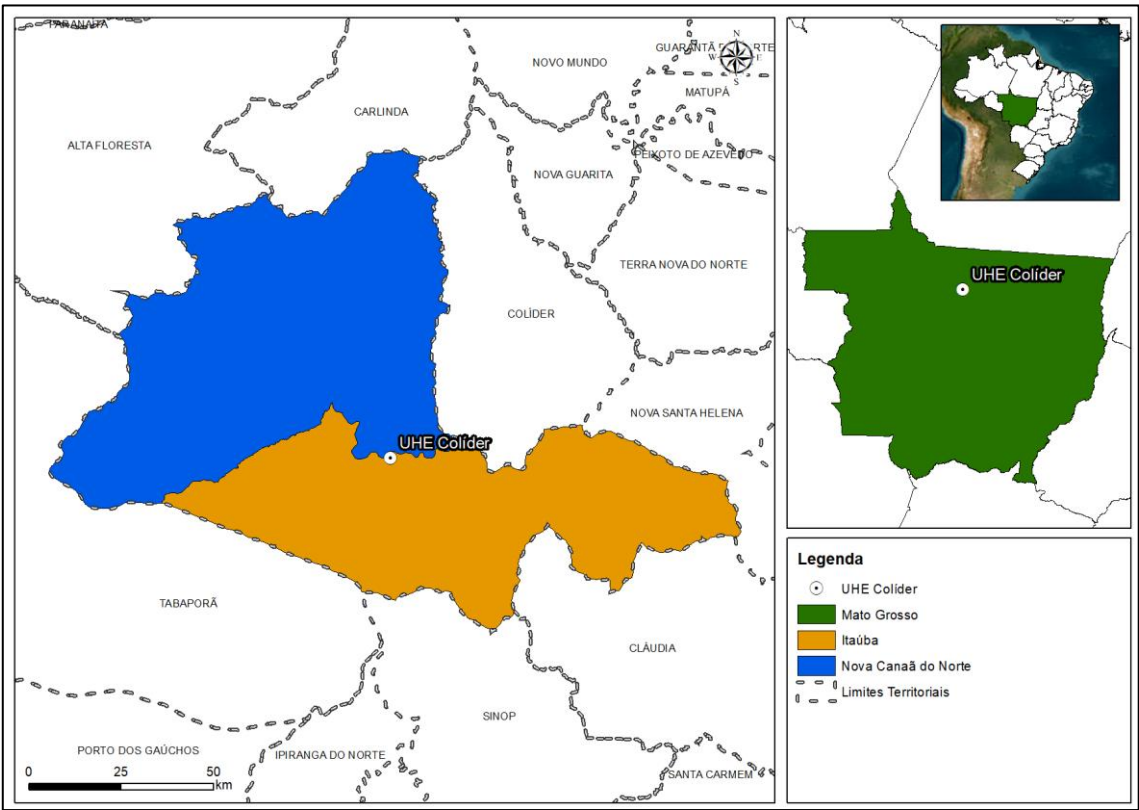 PARANAÍTA
GUARANTÃ
RTE
NOVO MUNDO
MATUPÁ
CARLINDA
ALTA FLORESTA
PEIXOTO DE AZEVEDO
NOVA GUARITA
TERRA NOVA DO NORTE
COLÍDER
NOVA SANTA HELENA
UHE Colíder
TABAPORÃ
CLÁUDIA
SINOP
PORTO DOS GAÚCHOS
IPIRANGA DO NORTE
SANTA CARMEM
0 25 50
km
N
W E
S
UHE Colíder
Legenda
UHE Colíder
Mato Grosso
Itaúba
Nova Canaã do Norte
Limites Territoriais